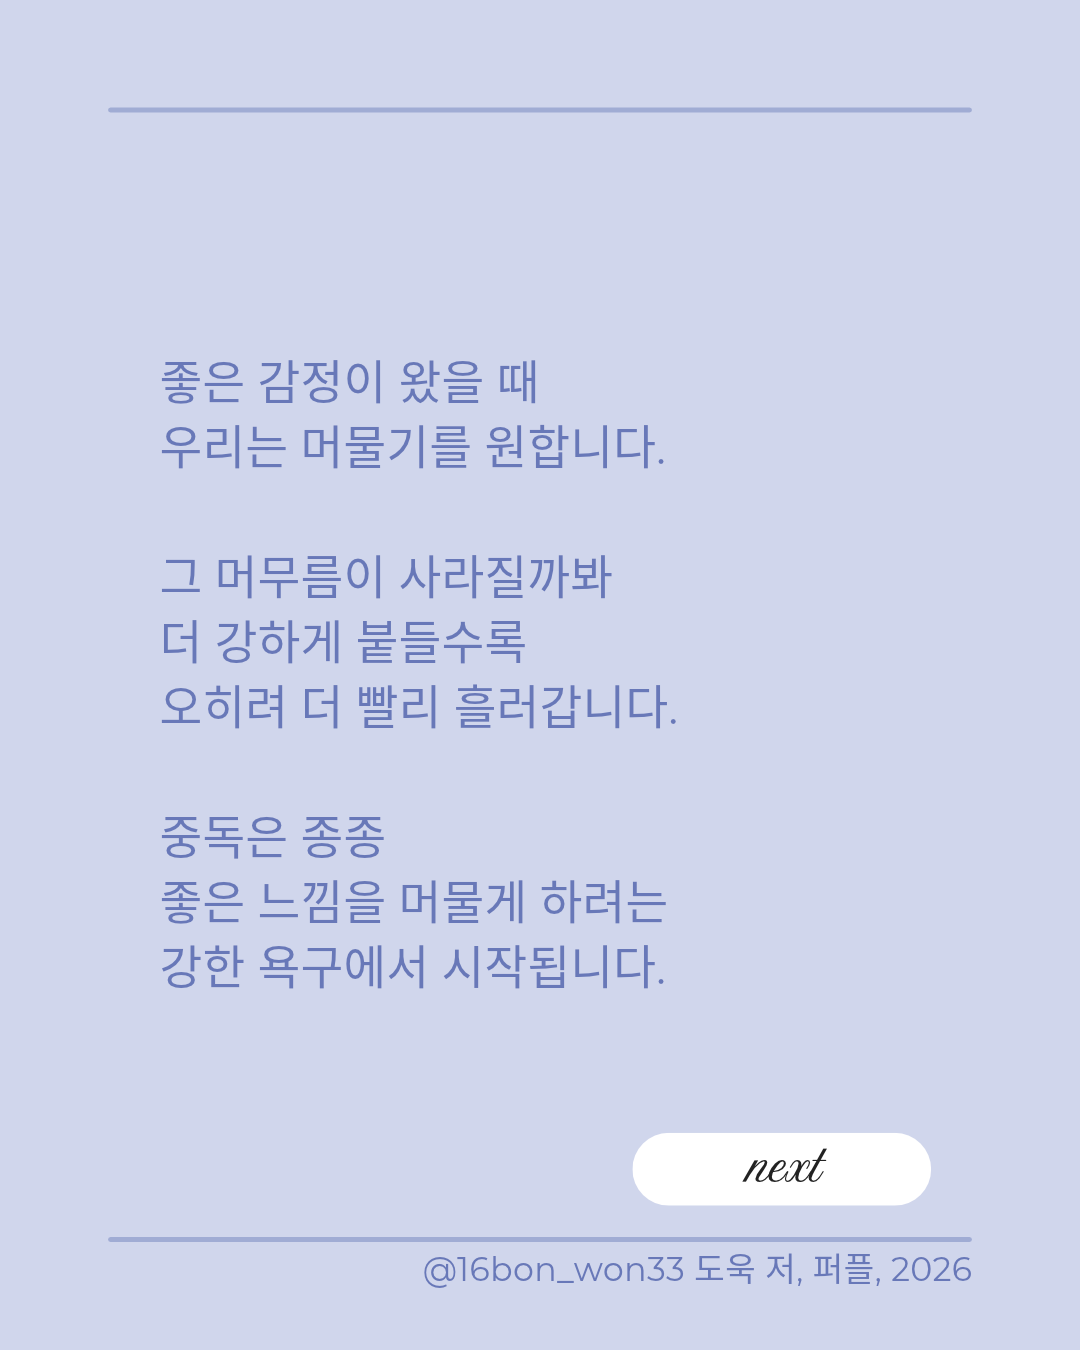 좋은 감정이 왔을 때
우리는 머물기를 원합니다.
그 머무름이 사라질까봐
더 강하게 붙들수록
오히려 더 빨리 흘러갑니다.
중독은 종종
좋은 느낌을 머물게 하려는
강한 욕구에서 시작됩니다.
next
@16bon_won33 도욱 저, 퍼플, 2026